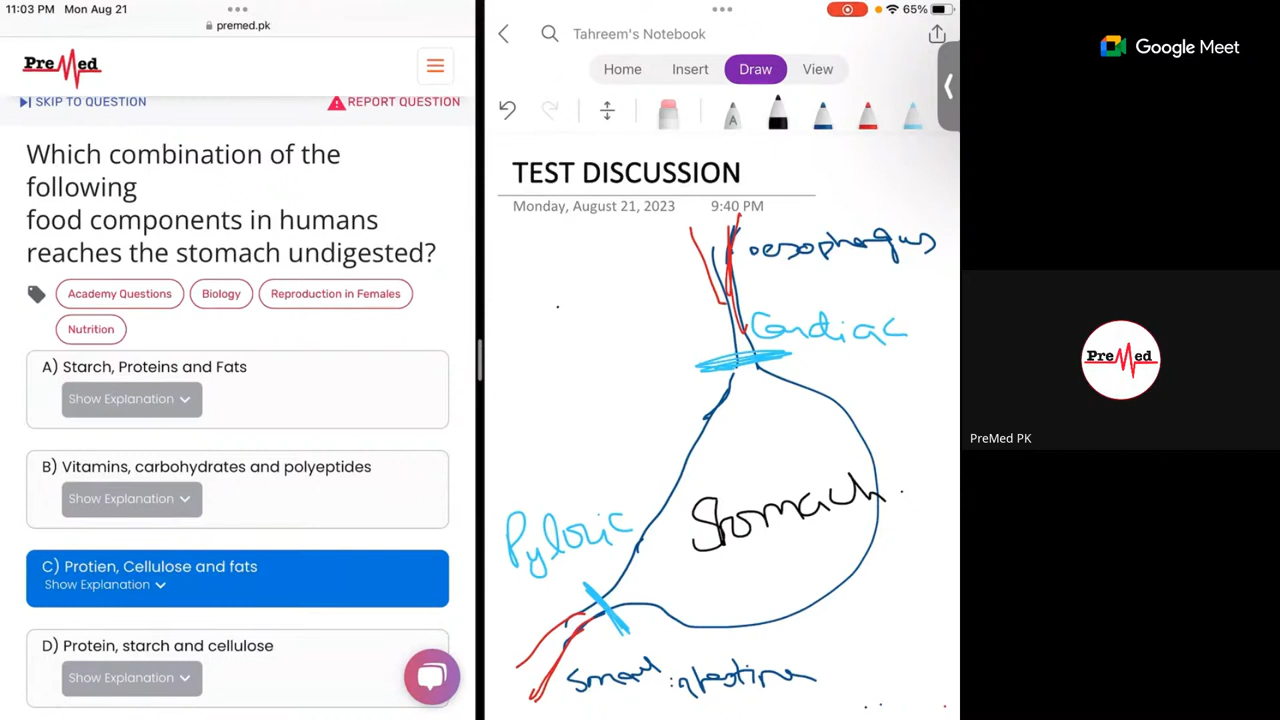 11:03 PM Mon Aug 21
premed.pk
PreMed
SKIP TO QUESTION
REPORT QUESTION
Which combination of the
following
food components in humans
reaches the stomach undigested?
Academy Questions
Biology
Reproduction in Females
Nutrition
A) Starch, Proteins and Fats
Show Explanation
B) Vitamins, carbohydrates and polyeptides
Show Explanation
C) Protien, Cellulose and fats
Show Explanation
D) Protein, starch and cellulose
Show Explanation
65%
Tahreem's Notebook
Home Insert Draw View
A
TEST DISCUSSION
Monday, August 21, 2023 9:40 PM
oesophargus
Cardiac
Stomach
Pyloric
Small intestine
Google Meet
PreMed
PreMed PK